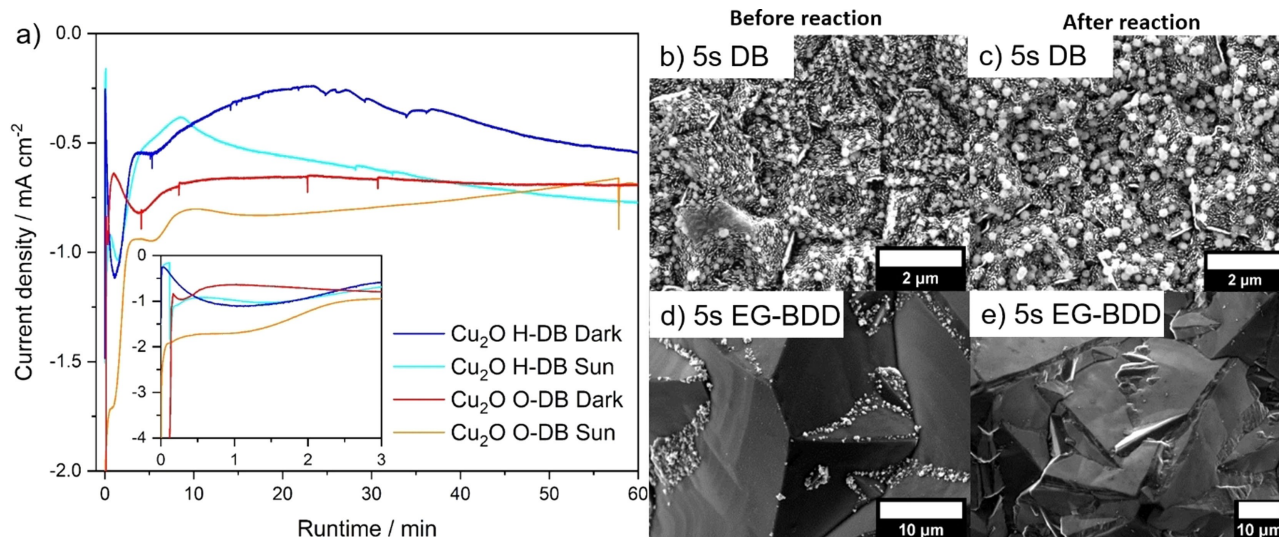 a)
0.0
-0.5
-1.0
-1.5
-2.0
Current density / mA cm⁻²
0
-1
-2
-3
-4
0 1 2 3
Cu₂O H-DB Dark
Cu₂O H-DB Sun
Cu₂O O-DB Dark
Cu₂O O-DB Sun
0 10 20 30 40 50 60
Runtime / min
Before reaction
After reaction
b) 5s DB
2 µm
c) 5s DB
2 µm
d) 5s EG-BDD
10 µm
e) 5s EG-BDD
10 µm